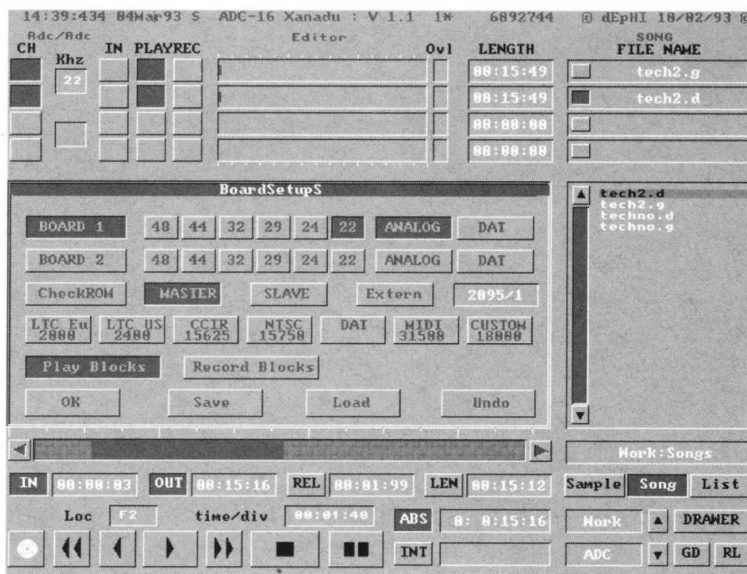 14:39:434 04Mar93 S ADC-16 Xanadu : V 1.1 1* 6892744 © dEpHI 10/02/93 ©
Adc/Adc Editor SONG
CH Khz IN PLAYREC Ovl LENGTH FILE NAME
22
00:15:49 tech2.g
00:15:49 tech2.d
00:00:00
00:00:00
BoardSetupS
BOARD 1 48 44 32 29 24 22 ANALOG DAT
BOARD 2 48 44 32 29 24 22 ANALOG DAT
CheckROW MASTER SLAVE Extern 2895/1
LTC Eu 2000 LTC US 2400 CCIR 15625 NTSC 15750 DAT MIDI 31500 CUSTOM 18000
Play Blocks Record Blocks
OK Save Load Undo
tech2.d
tech2.g
techno.d
techno.g
Work:Songs
IN 00:00:03 OUT 00:15:16 REL 00:01:99 LEN 00:15:12 Sample Song List
Loc F2 time/div 00:01:40 ABS 0: 0:15:16 Work DRAWER
INT ADC GD RL